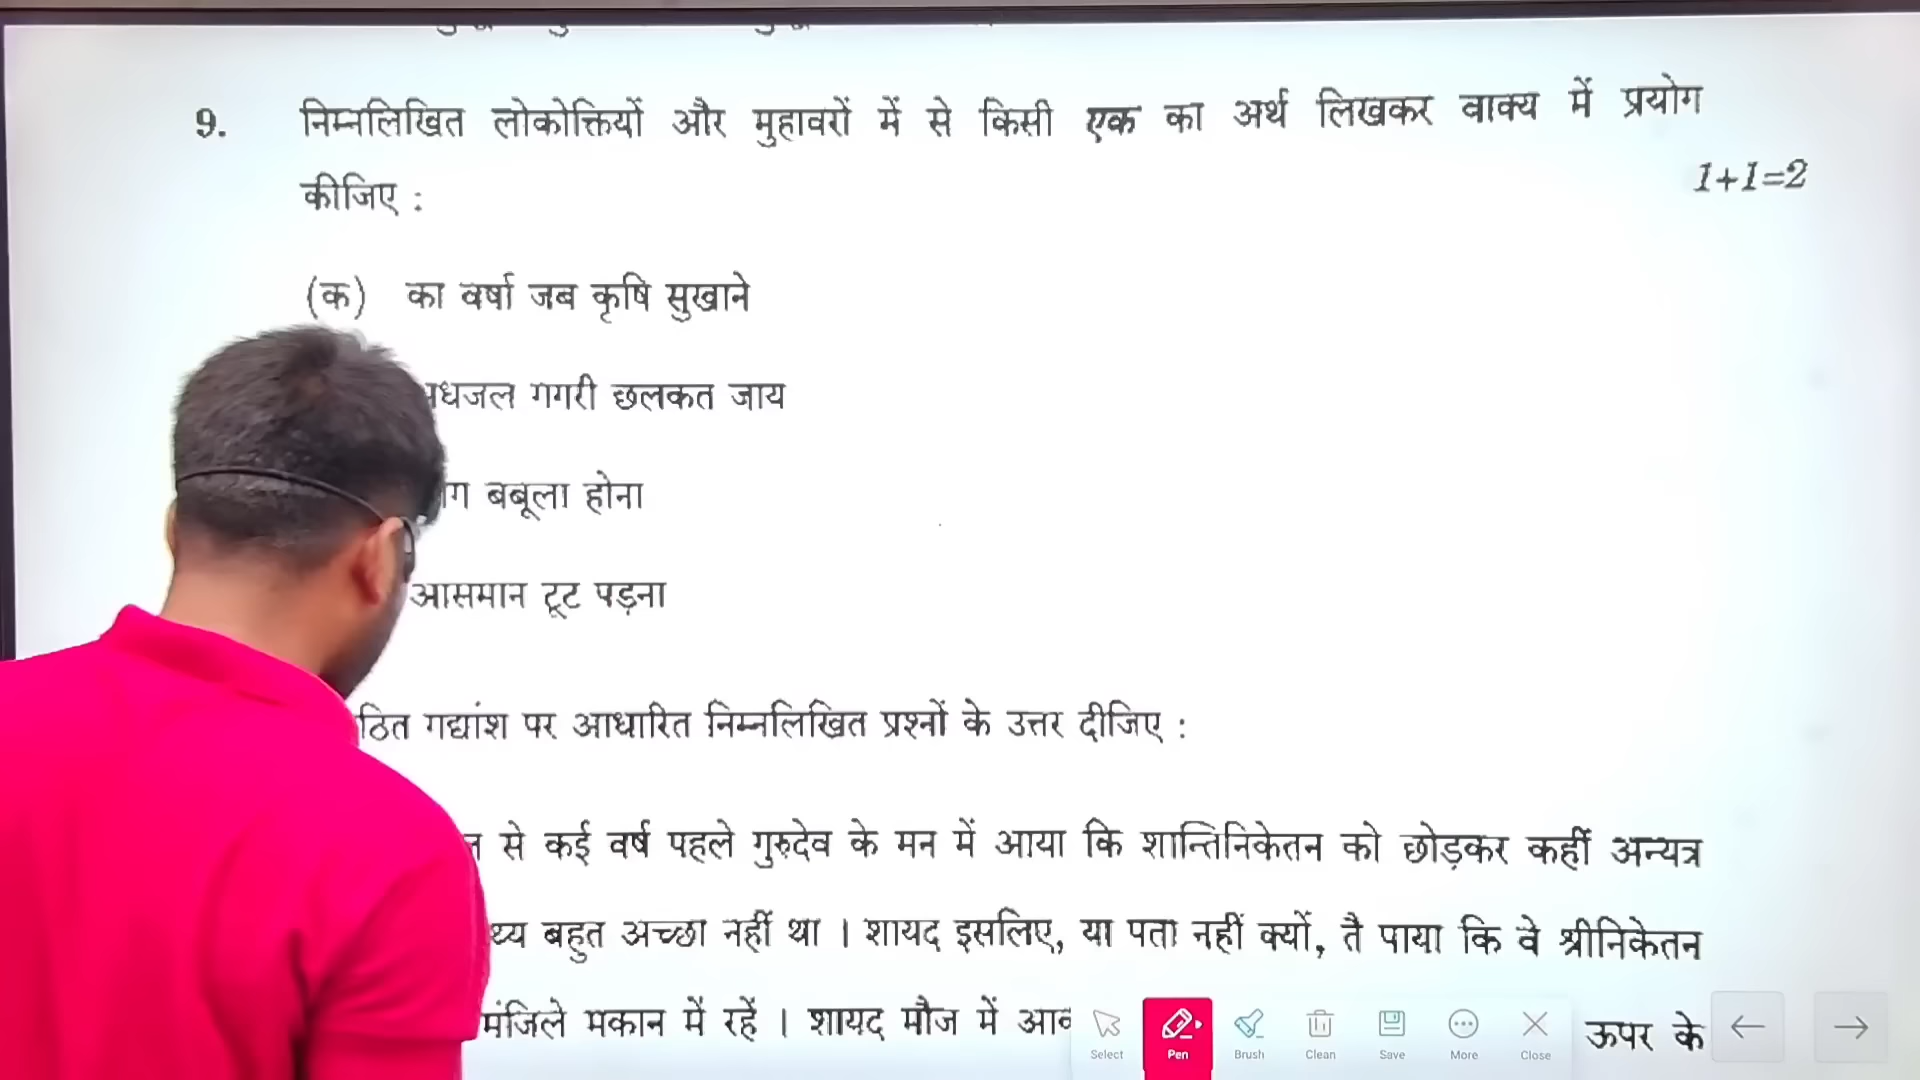 9. निम्नलिखित लोकोक्तियों और मुहावरों में से किसी एक का अर्थ लिखकर वाक्य में प्रयोग
कीजिए : 1+1=2
(क) का वर्षा जब कृषि सुखाने
गगरी छलकत जाय
बबूला होना
आसमान टूट पड़ना
गद्यांश पर आधारित निम्नलिखित प्रश्नों के उत्तर दीजिए :
से कई वर्ष पहले गुरुदेव के मन में आया कि शान्तिनिकेतन को छोड़कर कहीं अन्यत्र
बहुत अच्छा नहीं था । शायद इसलिए, या पता नहीं क्यों, तै पाया कि वे श्रीनिकेतन
मकान में रहें । शायद मौज में ऊपर के
Select Pen Brush Clean Save More Close